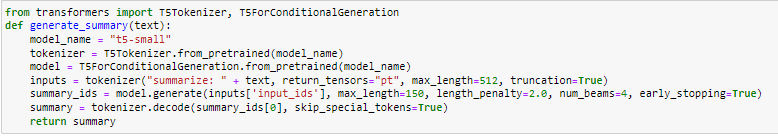 from transformers import T5Tokenizer, T5ForConditionalGeneration
def generate_summary(text):
    model_name = "t5-small"
    tokenizer = T5Tokenizer.from_pretrained(model_name)
    model = T5ForConditionalGeneration.from_pretrained(model_name)
    inputs = tokenizer("summarize: " + text, return_tensors="pt", max_length=512, truncation=True)
    summary_ids = model.generate(inputs['input_ids'], max_length=150, length_penalty=2.0, num_beams=4, early_stopping=True)
    summary = tokenizer.decode(summary_ids[0], skip_special_tokens=True)
    return summary